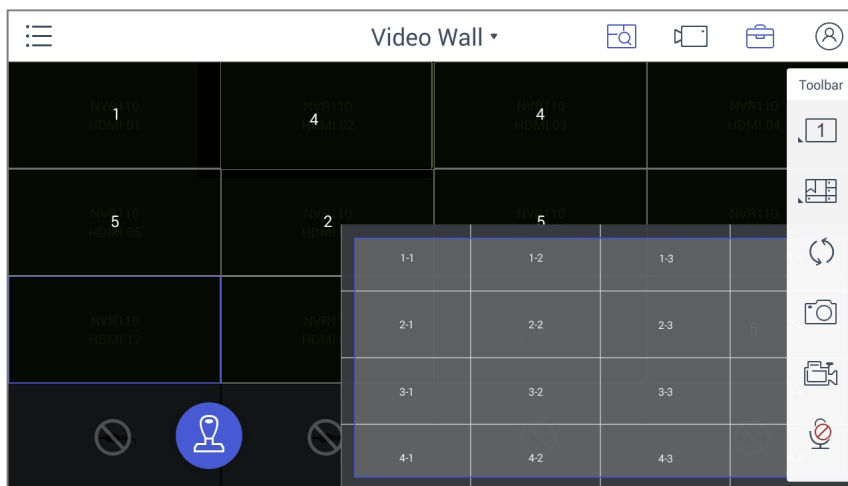 Video Wall
Toolbar
NVR110
HDMI 01
1
NVR110
HDMI 02
4
NVR110
HDMI 03
4
NVR110
HDMI 04
1
NVR110
HDMI 05
5
2
5
NVR110
NVR110
HDMI 12
1-1 1-2 1-3
2-1 2-2 2-3
5
3-1 3-2 3-3
4-1 4-2 4-3